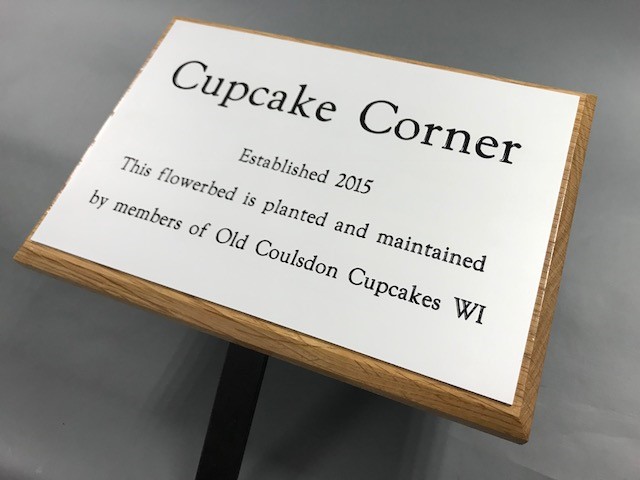 Cupcake Corner
Established 2015
This flowerbed is planted and maintained
by members of Old Coulsdon Cupcakes WI